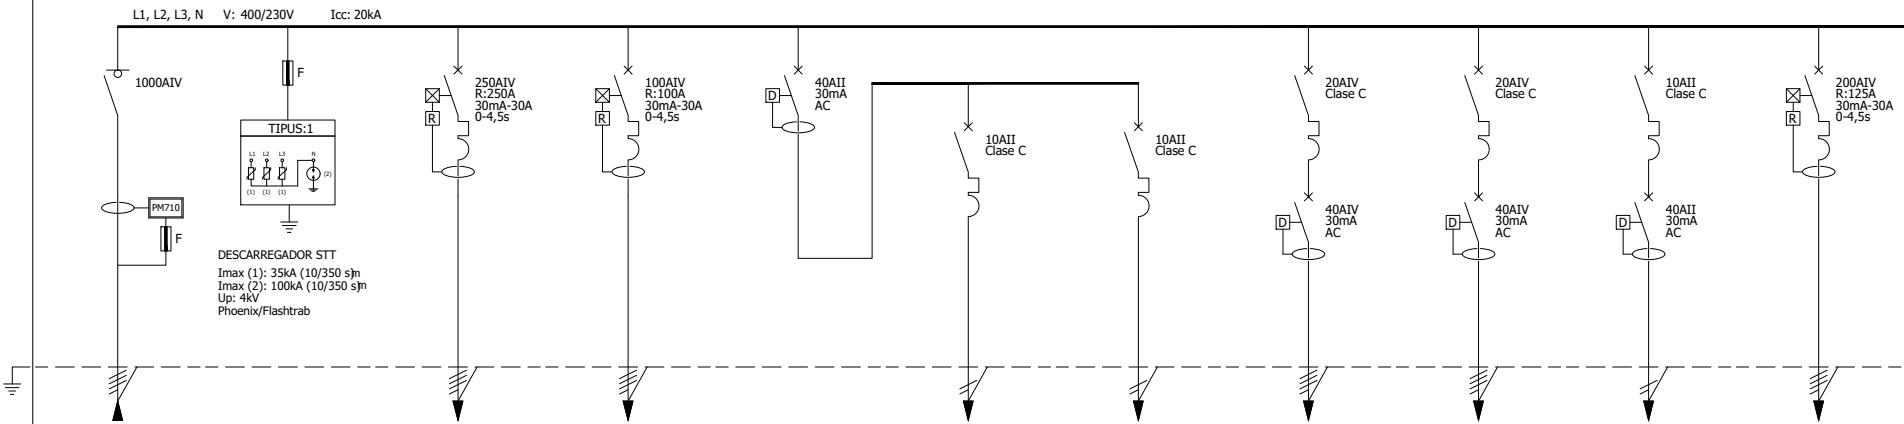 L1, L2, L3, N V: 400/230V Icc: 20kA
1000AIV
PM710
F
F
TIPUS:1
L1 L2 L3 N
(1) (1) (1) (2)
DESCARREGADOR STT
Imax (1): 35kA (10/350 s)m
Imax (2): 100kA (10/350 s)m
Up: 4kV
Phoenix/Flashtrab
250AIV
R:250A
30mA-30A
0-4,5s
R
100AIV
R:100A
30mA-30A
0-4,5s
R
40AII
30mA
AC
D
10AII
Clase C
10AII
Clase C
20AIV
Clase C
40AIV
30mA
AC
D
20AIV
Clase C
40AIV
30mA
AC
D
10AII
Clase C
40AII
30mA
AC
D
200AIV
R:125A
30mA-30A
0-4,5s
R